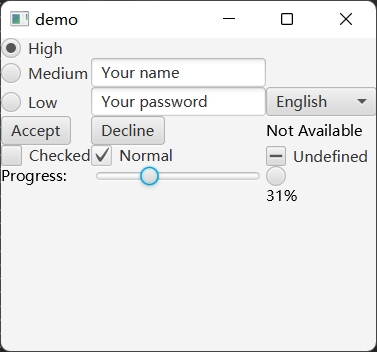 demo
High
Medium Your name
Low Your password English
Accept Decline Not Available
Checked Normal Undefined
Progress:
31%